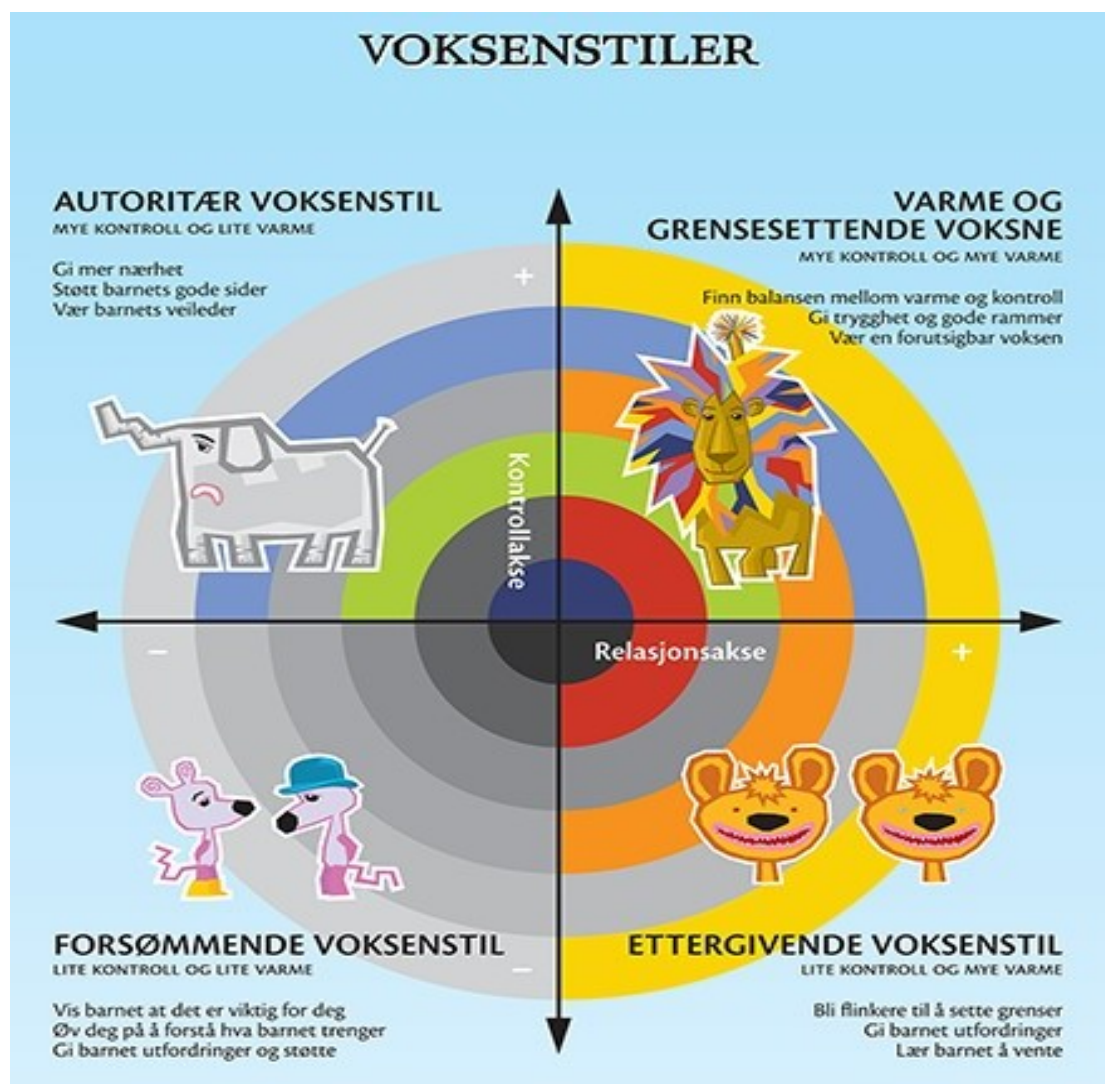 VOKSENSTILER
AUTORITÆR VOKSENSTIL
MYE KONTROLL OG LITE VARME
Gi mer nærhet
Støtt barnets gode sider
Vær barnets veileder
VARME OG
GRENSESETTENDE VOKSNE
MYE KONTROLL OG MYE VARME
Finn balansen mellom varme og kontroll
Gi trygghet og gode rammer
Vær en forutsigbar voksen
+
Kontrollakse
Relasjonsakse
–
+
–
FORSØMMENDE VOKSENSTIL
LITE KONTROLL OG LITE VARME
Vis barnet at det er viktig for deg
Øv deg på å forstå hva barnet trenger
Gi barnet utfordringer og støtte
ETTERGIVENDE VOKSENSTIL
LITE KONTROLL OG MYE VARME
Bli flinkere til å sette grenser
Gi barnet utfordringer
Lær barnet å vente